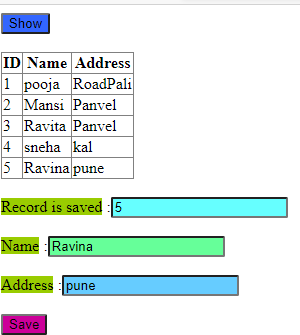 Show
ID Name Address
1 pooja RoadPali
2 Mansi Panvel
3 Ravita Panvel
4 sneha kal
5 Ravina pune
Record is saved : 5
Name : Ravina
Address : pune
Save